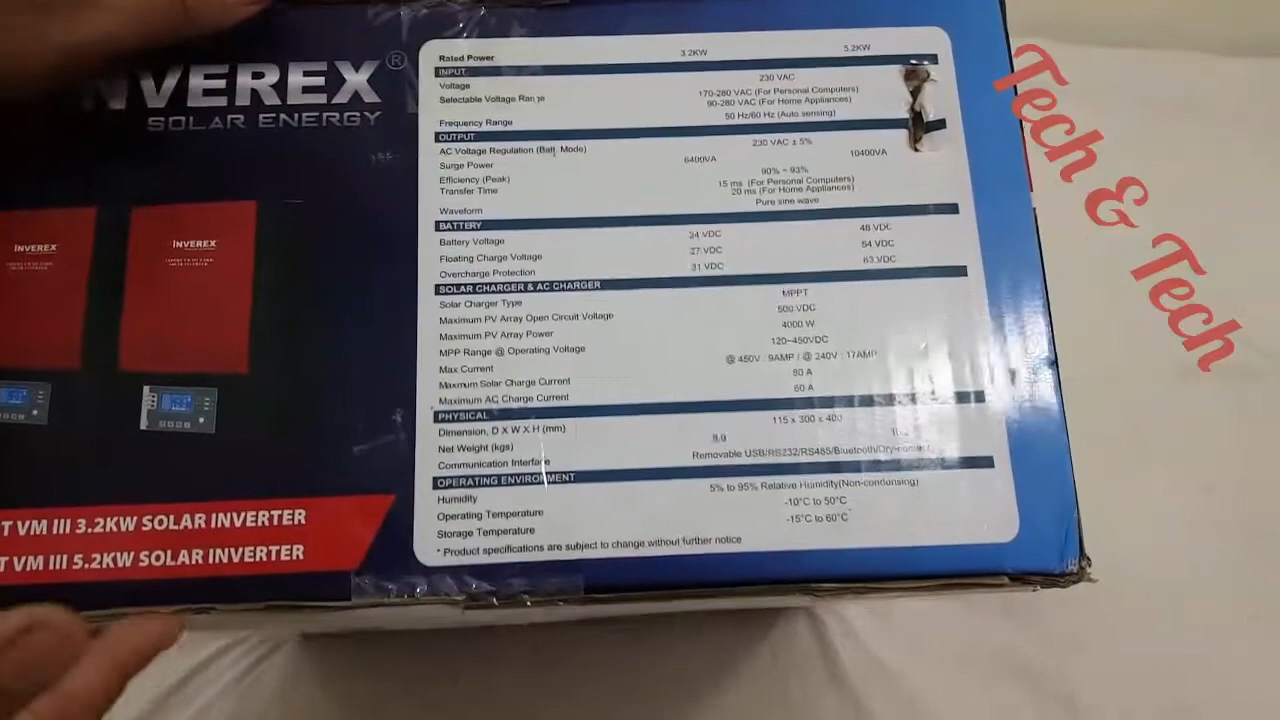 INVEREX®
SOLAR ENERGY
INVEREX
INVEREX
T VM III 3.2KW SOLAR INVERTER
T VM III 5.2KW SOLAR INVERTER
Rated Power 3.2KW 5.2KW
INPUT
Voltage 230 VAC
Selectable Voltage Range 170-280 VAC (For Personal Computers)
90-280 VAC (For Home Appliances)
Frequency Range 50 Hz/60 Hz (Auto sensing)
OUTPUT
AC Voltage Regulation (Batt. Mode) 230 VAC ± 5%
Surge Power 6400VA 10400VA
Efficiency (Peak) 90% ~ 93%
Transfer Time 15 ms (For Personal Computers)
20 ms (For Home Appliances)
Waveform Pure sine wave
BATTERY
Battery Voltage 24 VDC 48 VDC
Floating Charge Voltage 27 VDC 54 VDC
Overcharge Protection 31 VDC 63 VDC
SOLAR CHARGER & AC CHARGER
Solar Charger Type MPPT
Maximum PV Array Open Circuit Voltage 500 VDC
Maximum PV Array Power 4000 W
MPP Range @ Operating Voltage 120~450VDC
Max Current @ 450V : 9AMP / @ 240V : 17AMP
Maxmum Solar Charge Current 80 A
Maximum AC Charge Current 60 A
PHYSICAL
Dimension, D X W X H (mm) 115 x 300 x 400
Net Weight (kgs)
Communication Interface Removable USB/RS232/RS485/Bluetooth/Dry-contact
OPERATING ENVIRONMENT
Humidity 5% to 95% Relative Humidity(Non-condonsing)
Operating Temperature -10°C to 50°C
Storage Temperature -15°C to 60°C
* Product specifications are subject to change without further notice
Tech & Tech